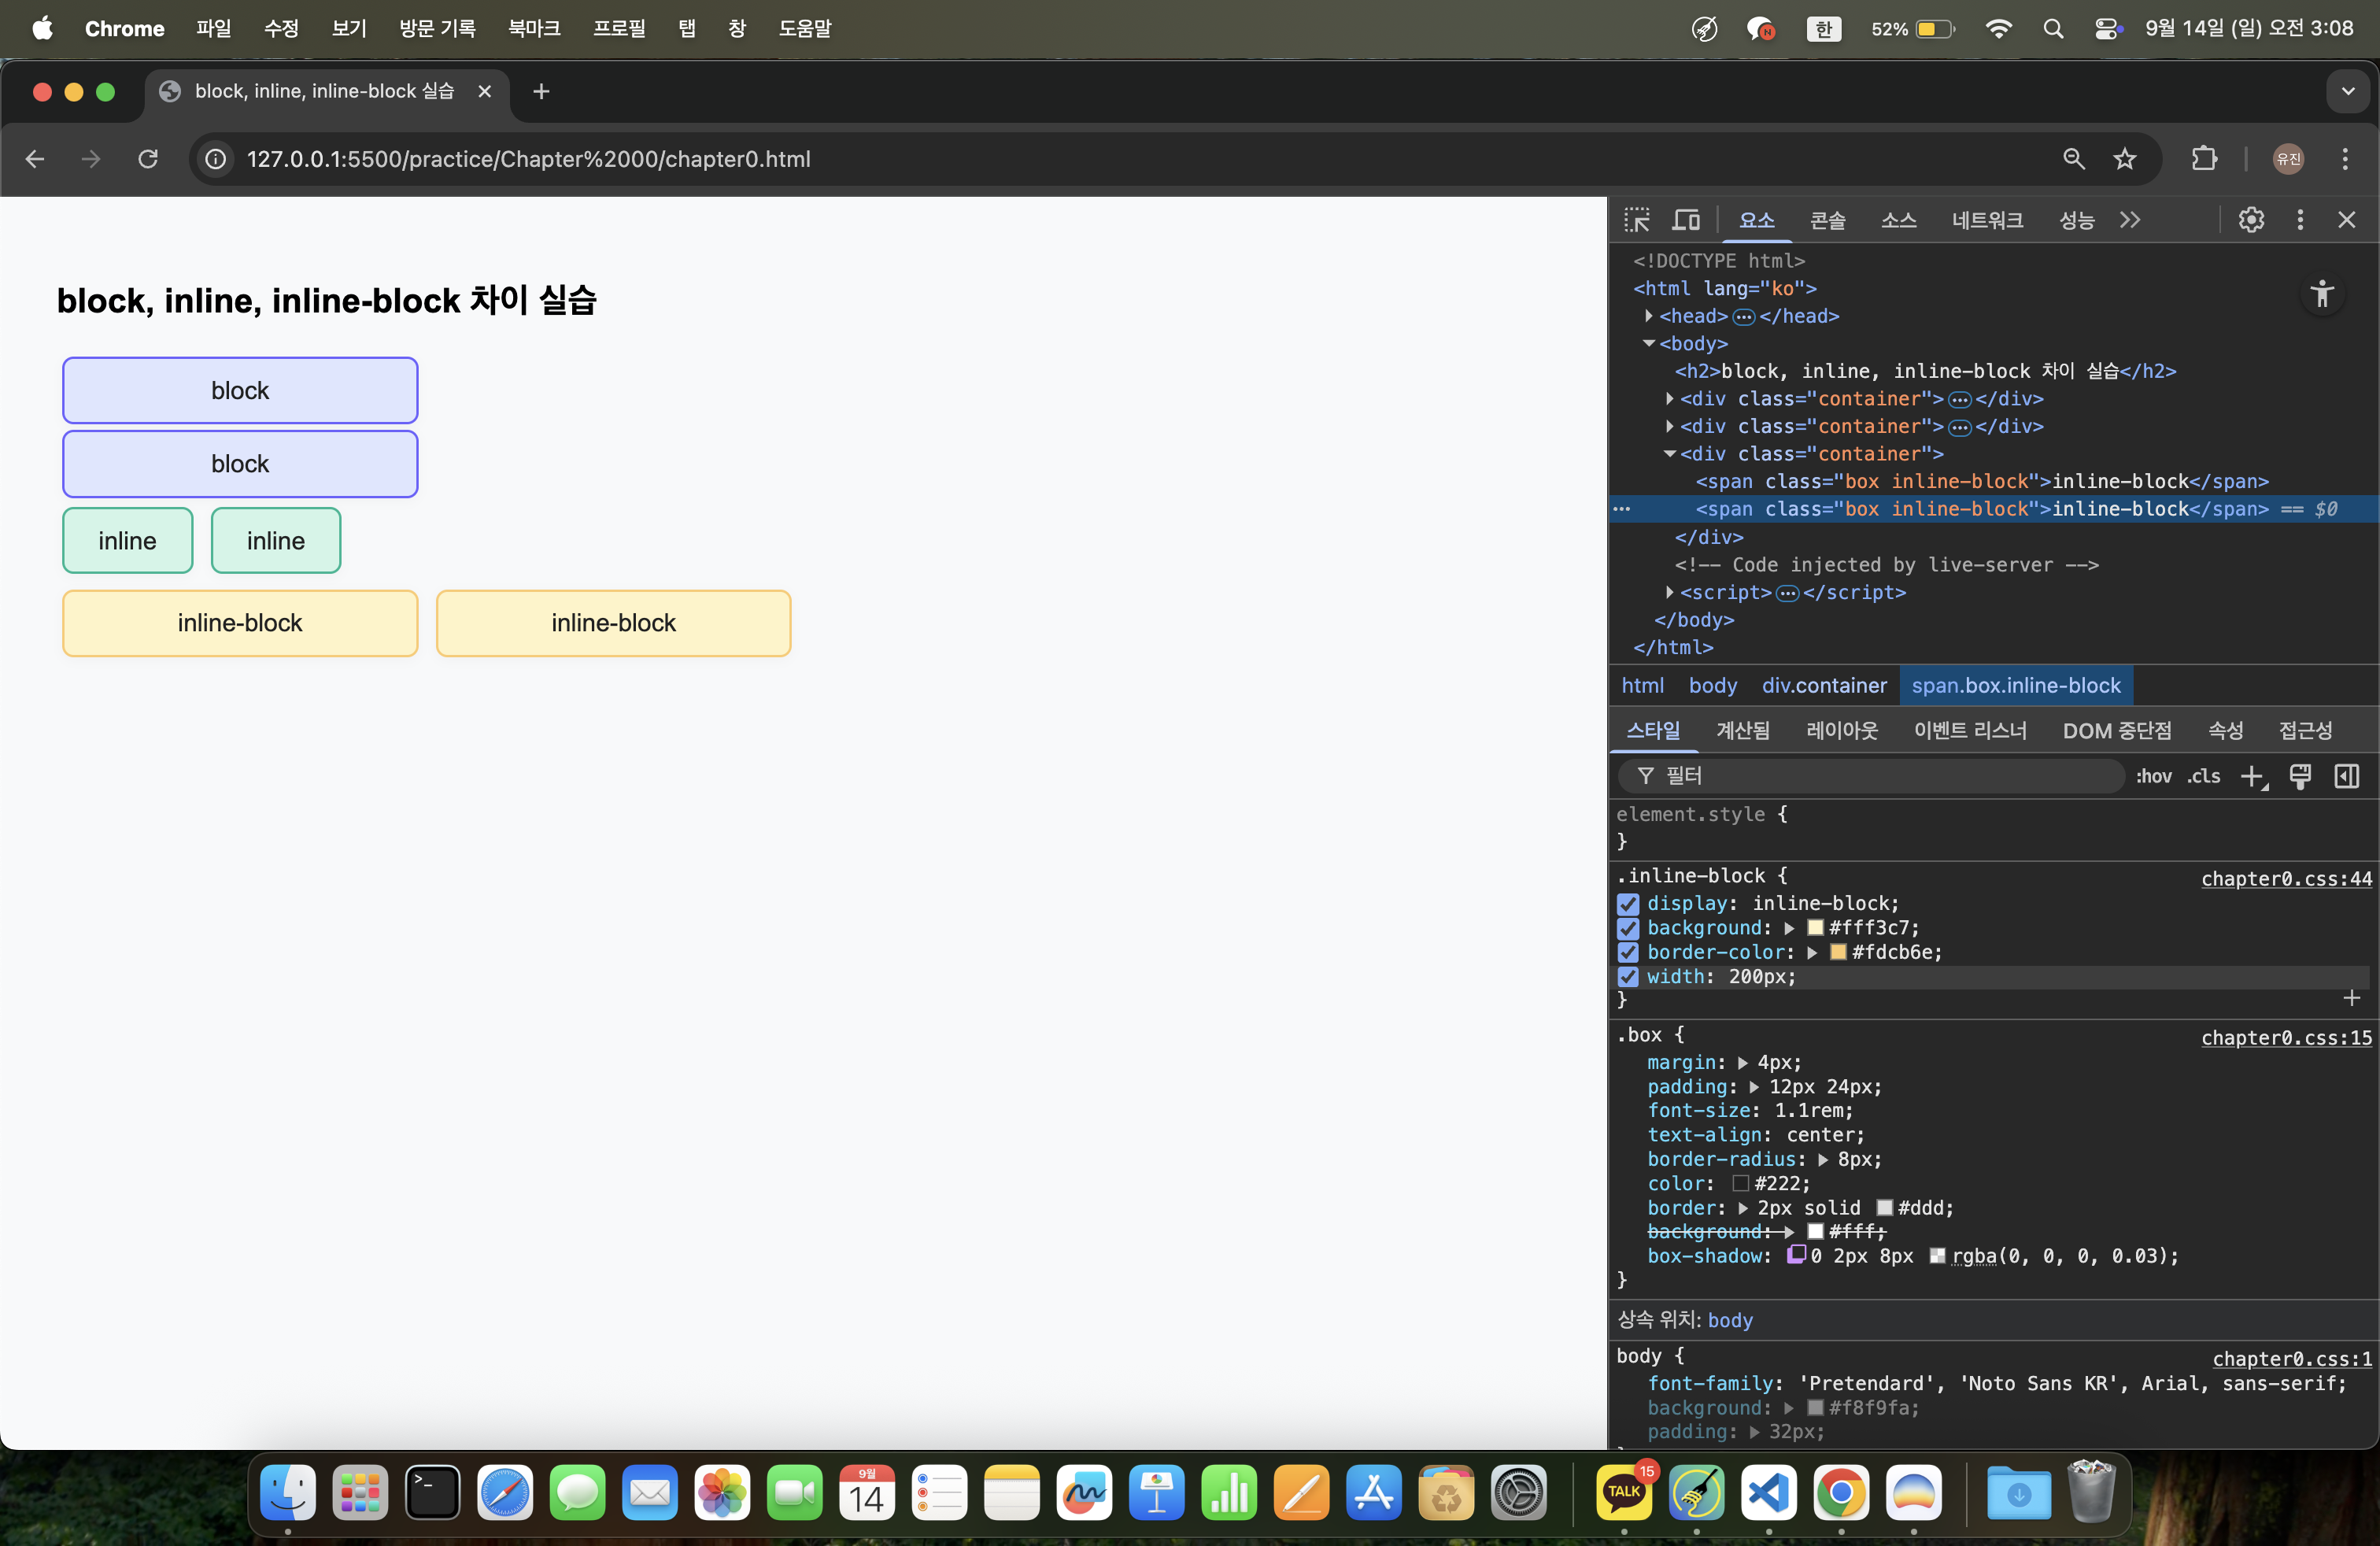 Chrome 파일 수정 보기 방문 기록 북마크 프로필 탭 창 도움말 N 한 52% 9월 14일 (일) 오전 3:08
block, inline, inline-block 실습
127.0.0.1:5500/practice/Chapter%2000/chapter0.html 유진
block, inline, inline-block 차이 실습
block
block
inline inline
inline-block inline-block
요소 콘솔 소스 네트워크 성능
<!DOCTYPE html>
<html lang="ko">
<head> ⋯ </head>
<body>
<h2>block, inline, inline-block 차이 실습</h2>
<div class="container"> ⋯ </div>
<div class="container"> ⋯ </div>
<div class="container">
<span class="box inline-block">inline-block</span>
<span class="box inline-block">inline-block</span> == $0
</div>
<!-- Code injected by live-server -->
<script> ⋯ </script>
</body>
</html>
html body div.container span.box.inline-block
스타일 계산됨 레이아웃 이벤트 리스너 DOM 중단점 속성 접근성
필터 :hov .cls
element.style {
}
.inline-block { chapter0.css:44
display: inline-block;
background: #fff3c7;
border-color: #fdcb6e;
width: 200px;
}
.box { chapter0.css:15
margin: 4px;
padding: 12px 24px;
font-size: 1.1rem;
text-align: center;
border-radius: 8px;
color: #222;
border: 2px solid #ddd;
background: #fff;
box-shadow: 0 2px 8px rgba(0, 0, 0, 0.03);
}
상속 위치: body
body { chapter0.css:1
font-family: 'Pretendard', 'Noto Sans KR', Arial, sans-serif;
background: #f8f9fa;
padding: 32px;
9월
14
TALK
15